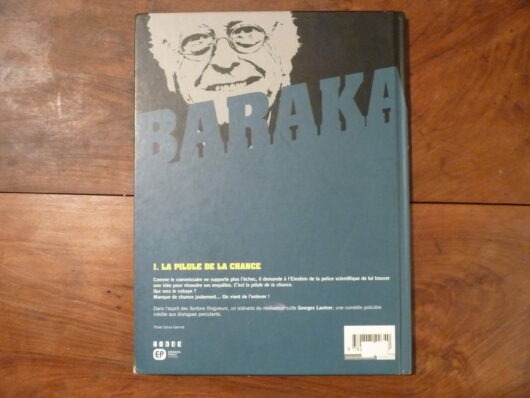 BARAKA
1. LA PILULE DE LA CHANCE
Comme le commissaire ne supporte plus l'échec, il demande à l'Einstein de la police scientifique de lui trouver
une idée pour résoudre ses enquêtes. C'est la pilule de la chance.
Qui sera le cobaye ?
Manque de chance justement... On vient de l'enlever !
Dans l'esprit des Tontons flingueurs, un scénario du réalisateur culte Georges Lautner, une comédie policière
inédite aux dialogues percutants.
EP